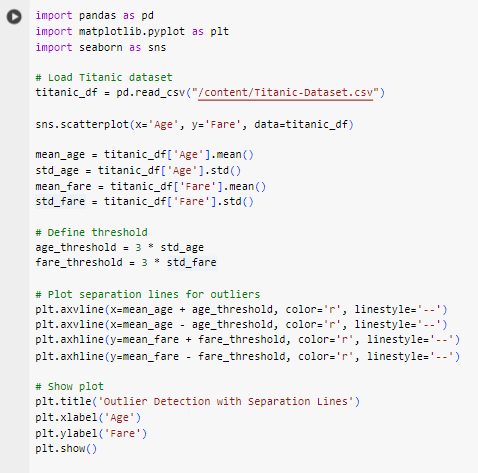 import pandas as pd
import matplotlib.pyplot as plt
import seaborn as sns
# Load Titanic dataset
titanic_df = pd.read_csv("/content/Titanic-Dataset.csv")
sns.scatterplot(x='Age', y='Fare', data=titanic_df)
mean_age = titanic_df['Age'].mean()
std_age = titanic_df['Age'].std()
mean_fare = titanic_df['Fare'].mean()
std_fare = titanic_df['Fare'].std()
# Define threshold
age_threshold = 3 * std_age
fare_threshold = 3 * std_fare
# Plot separation lines for outliers
plt.axvline(x=mean_age + age_threshold, color='r', linestyle='--')
plt.axvline(x=mean_age - age_threshold, color='r', linestyle='--')
plt.axhline(y=mean_fare + fare_threshold, color='r', linestyle='--')
plt.axhline(y=mean_fare - fare_threshold, color='r', linestyle='--')
# Show plot
plt.title('Outlier Detection with Separation Lines')
plt.xlabel('Age')
plt.ylabel('Fare')
plt.show()